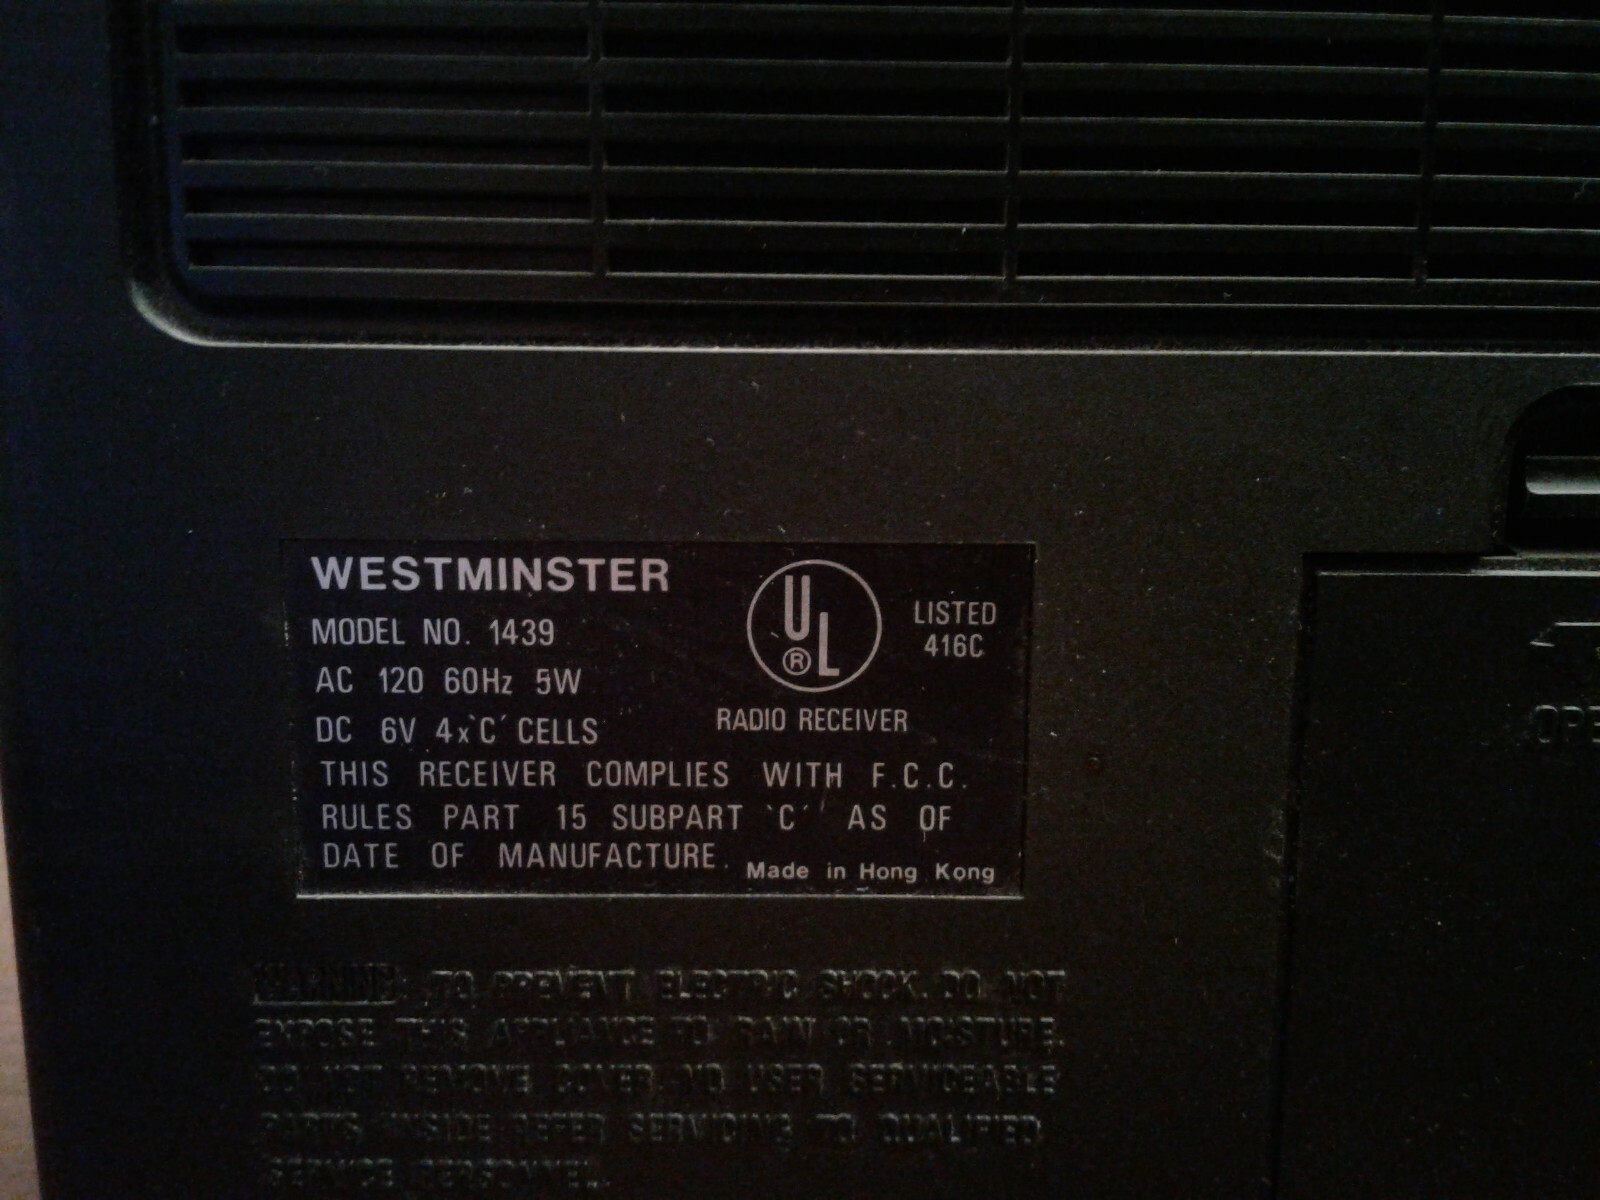 WESTMINSTER
MODEL NO. 1439
AC 120 60Hz 5W
DC 6V 4x`C´ CELLS
UL
®
LISTED
416C
RADIO RECEIVER
THIS RECEIVER COMPLIES WITH F.C.C.
RULES PART 15 SUBPART `C´ AS OF
DATE OF MANUFACTURE.
Made in Hong Kong
WARNING: TO PREVENT ELECTRIC SHOCK. DO NOT
EXPOSE THIS APPLIANCE TO RAIN OR MOISTURE.
DO NOT REMOVE COVER. NO USER SERVICEABLE
PARTS INSIDE REFER SERVICING TO QUALIFIED
SERVICE PERSONNEL.